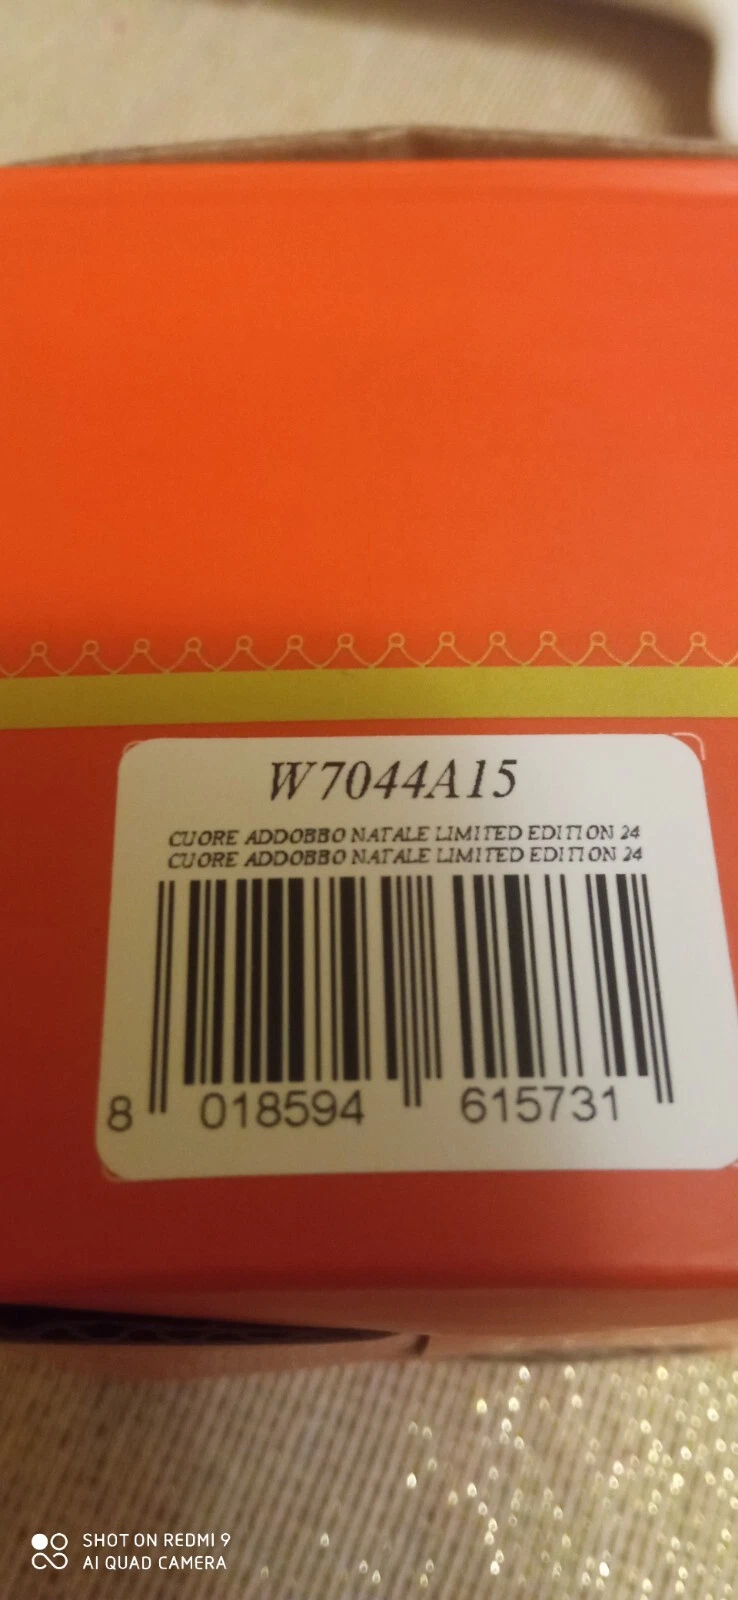 W7044A15
CUORE ADDOBBO NATALE LIMITED EDITION 24
CUORE ADDOBBO NATALE LIMITED EDITION 24
8 018594 615731
SHOT ON REDMI 9
AI QUAD CAMERA